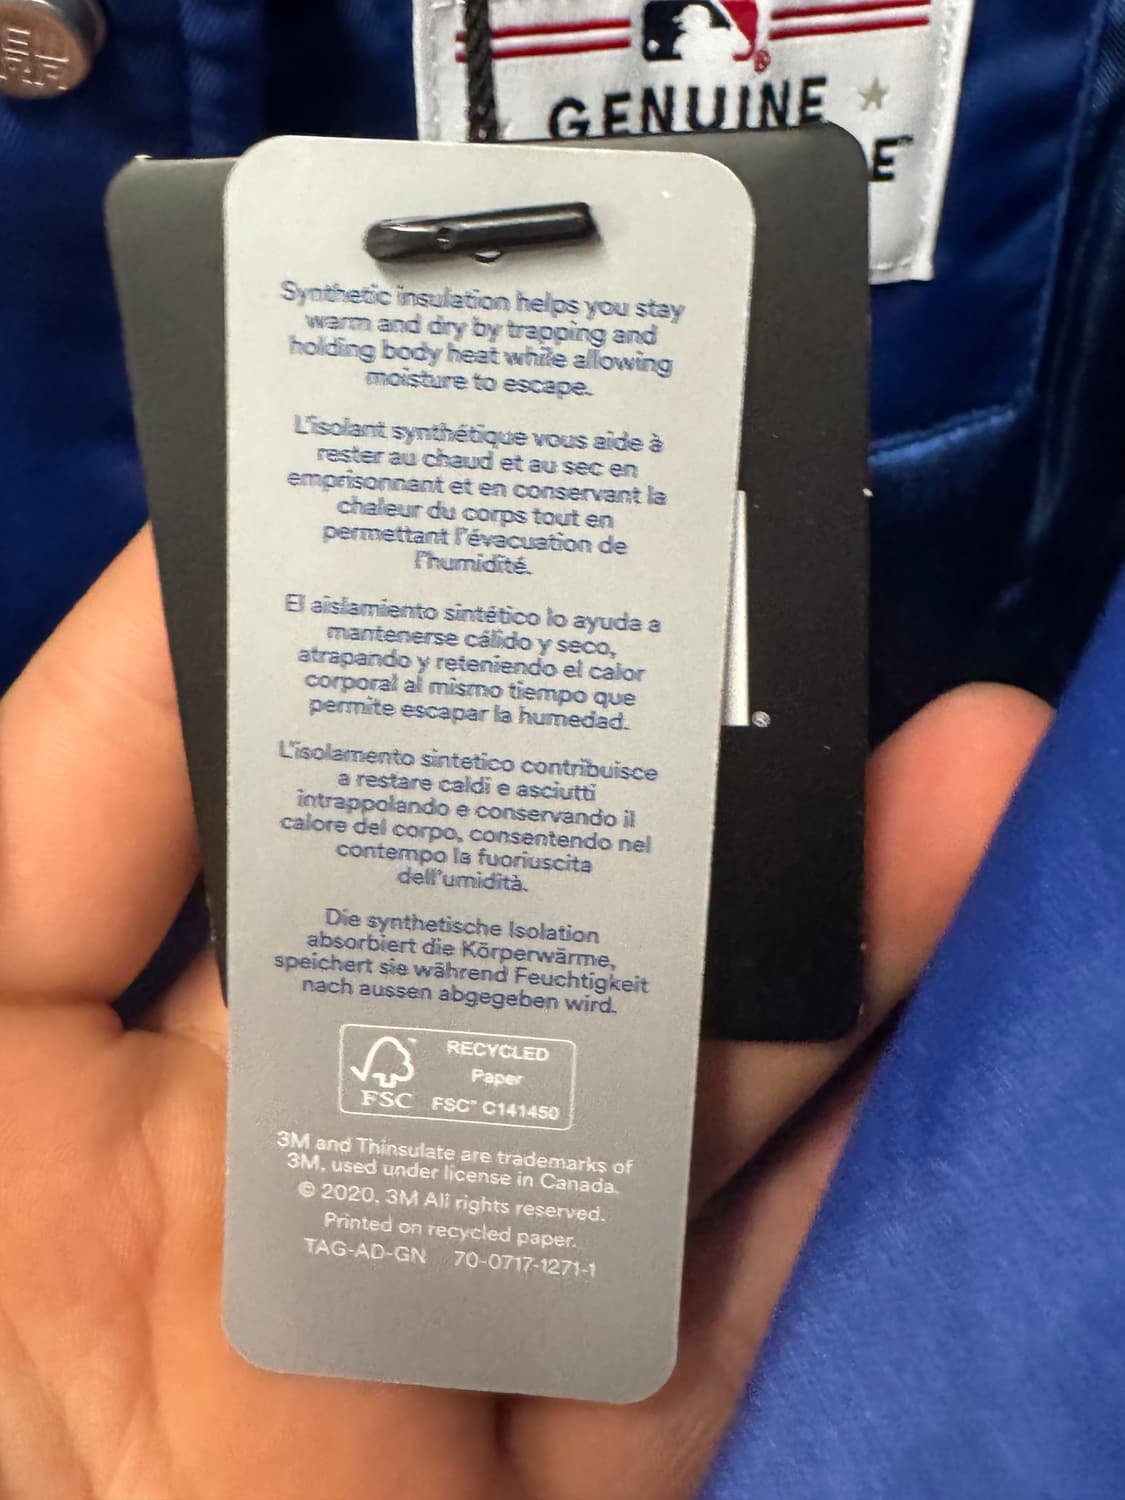 GENUINE
E™
Synthetic insulation helps you stay
warm and dry by trapping and
holding body heat while allowing
moisture to escape.
L'isolant synthétique vous aide à
rester au chaud et au sec en
emprisonnant et en conservant la
chaleur du corps tout en
permettant l'évacuation de
l'humidité.
El aislamiento sintético lo ayuda a
mantenerse cálido y seco,
atrapando y reteniendo el calor
corporal al mismo tiempo que
permite escapar la humedad.
L'isolamento sintetico contribuisce
a restare caldi e asciutti
intrappolando e conservando il
calore del corpo, consentendo nel
contempo la fuoriuscita
dell'umidità.
Die synthetische Isolation
absorbiert die Körperwärme,
speichert sie während Feuchtigkeit
nach aussen abgegeben wird.
RECYCLED
Paper
FSC FSC™ C141450
3M and Thinsulate are trademarks of
3M, used under license in Canada.
© 2020, 3M All rights reserved.
Printed on recycled paper.
TAG-AD-GN 70-0717-1271-1
®